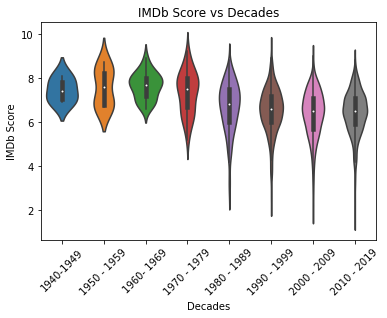 IMDb Score vs Decades
IMDb Score
10
8
6
4
2
1940-1949
1950 - 1959
1960- 1969
1970 - 1979
1980 - 1989
1990 - 1999
2000 - 2009
2010 - 2019
Decades